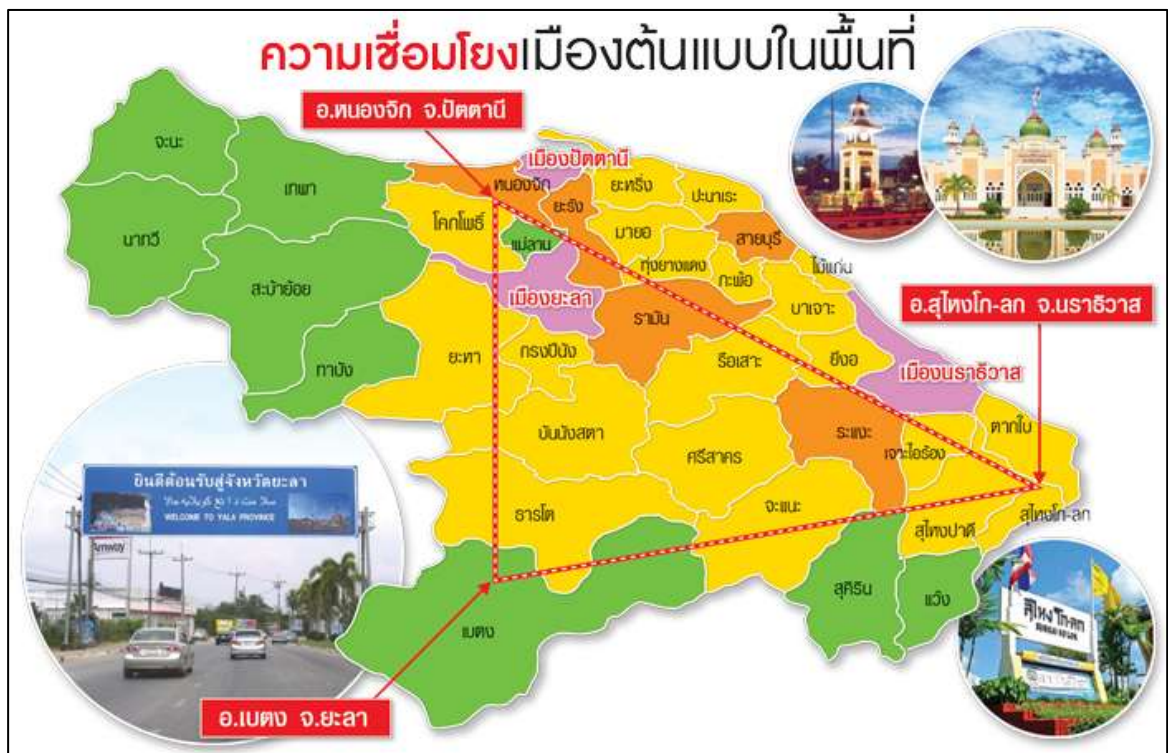 ความเชื่อมโยงเมืองต้นแบบในพื้นที่
อ.หนองจิก จ.ปัตตานี
จะนะ
เทพา
นาทวี
สะบ้าย้อย
ท่าบัง
เมืองปัตตานี
หนองจิก
ยะหริ่ง
ปะนาเระ
โคกโพธิ์
ยะรัง
มายอ
สายบุรี
แม่ลาน
ทุ่งยางแดง
กะพ้อ
ไม้แก่น
เมืองยะลา
บาเจาะ
รามัน
อ.สุไหงโก-ลก จ.นราธิวาส
ยะหา
กรงปินัง
รือเสาะ
ยี่งอ
เมืองนราธิวาส
บันนังสตา
ระแงะ
ตากใบ
เจาะไอร้อง
ศรีสาคร
จะแนะ
ธารโต
สุไหงโก-ลก
สุไหงปาดี
สุคิริน
แว้ง
เบตง
อ.เบตง จ.ยะลา
ยินดีต้อนรับสู่จังหวัดยะลา
WELCOME TO YALA PROVINCE
Amway
สุไหงโก-ลก
SUNGAI KO LOK